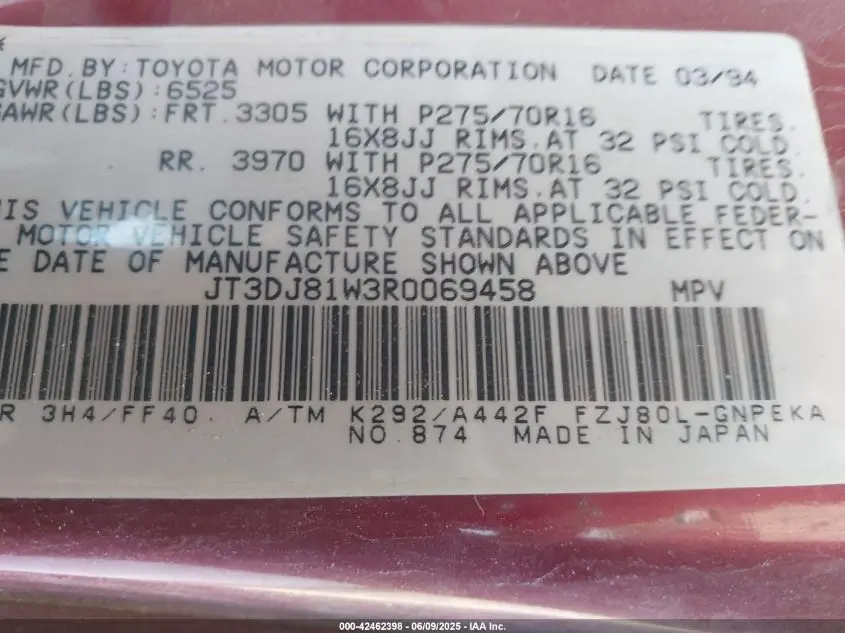 MFD.BY:TOYOTA MOTOR CORPORATION DATE 03/94
GVWR(LBS):6525
GAWR(LBS):FRT.3305 WITH P275/70R16 TIRES.
16X8JJ RIMS.AT 32 PSI COLD.
RR. 3970 WITH P275/70R16 TIRES.
16X8JJ RIMS.AT 32 PSI COLD.
IS VEHICLE CONFORMS TO ALL APPLICABLE FEDER-
MOTOR VEHICLE SAFETY STANDARDS IN EFFECT ON
E DATE OF MANUFACTURE SHOWN ABOVE
JT3DJ81W3R0069458 MPV
R 3H4/FF40. A/TM K292/A442F FZJ80L-GNPEKA
NO.874 MADE IN JAPAN
000-42462398 - 06/09/2025 - IAA Inc.